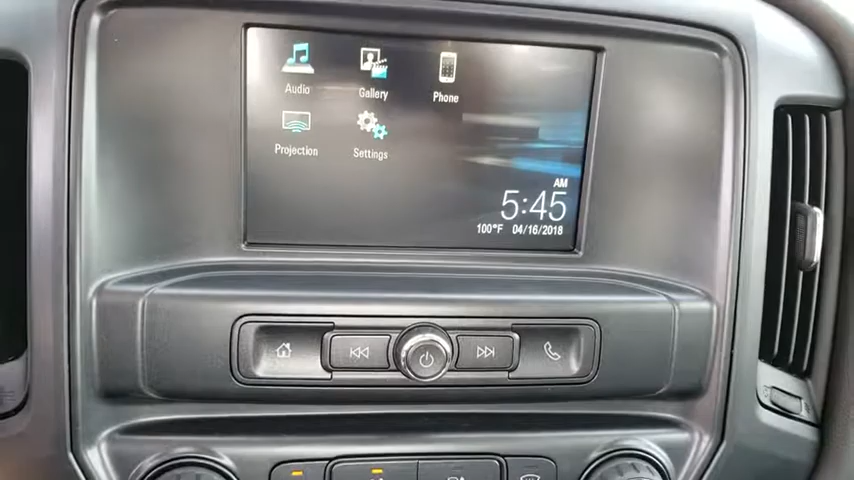 Audio
Gallery
Phone
Projection
Settings
AM
5:45
100°F 04/16/2018